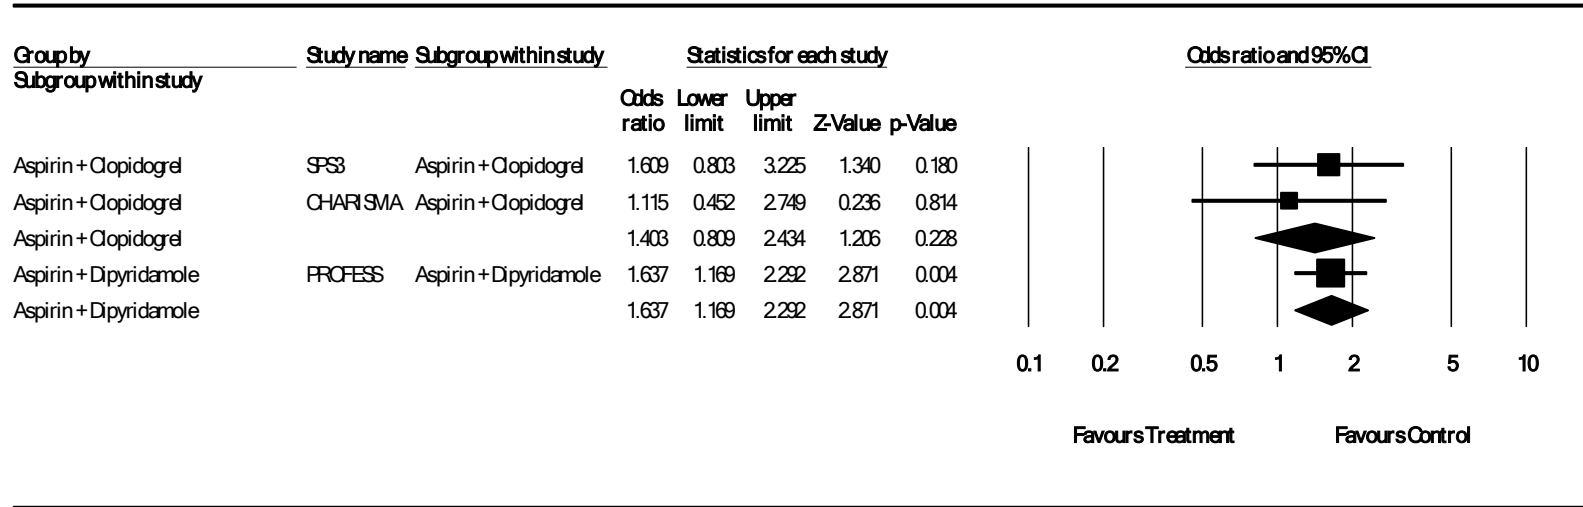 Group by Study name Subgroup within study Statistics for each study Odds ratio and 95% CI
Subgroup within study
Odds Lower Upper
ratio limit limit Z-Value p-Value
Aspirin + Clopidogrel SPS3 Aspirin + Clopidogrel 1.609 0.803 3.225 1.340 0.180
Aspirin + Clopidogrel CHARISMA Aspirin + Clopidogrel 1.115 0.452 2.749 0.236 0.814
Aspirin + Clopidogrel 1.403 0.809 2.434 1.206 0.228
Aspirin + Dipyridamole PROFESS Aspirin + Dipyridamole 1.637 1.169 2.292 2.871 0.004
Aspirin + Dipyridamole 1.637 1.169 2.292 2.871 0.004
0.1 0.2 0.5 1 2 5 10
Favours Treatment Favours Control